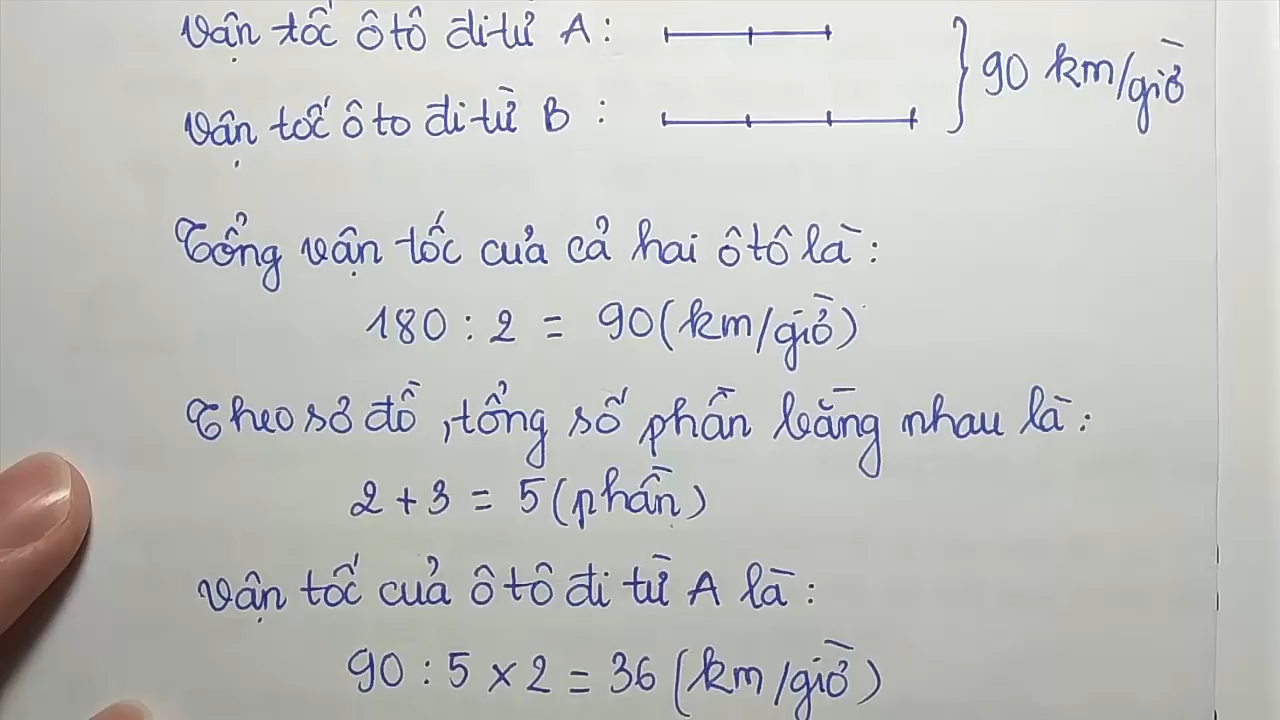 Vận tốc ô tô đi từ A :
Vận tốc ô tô đi từ B : 90 km/giờ
Tổng vận tốc của cả hai ô tô là :
180 : 2 = 90 (km/giờ)
Theo sơ đồ, tổng số phần bằng nhau là :
2 + 3 = 5 (phần)
Vận tốc của ô tô đi từ A là :
90 : 5 x 2 = 36 (km/giờ)